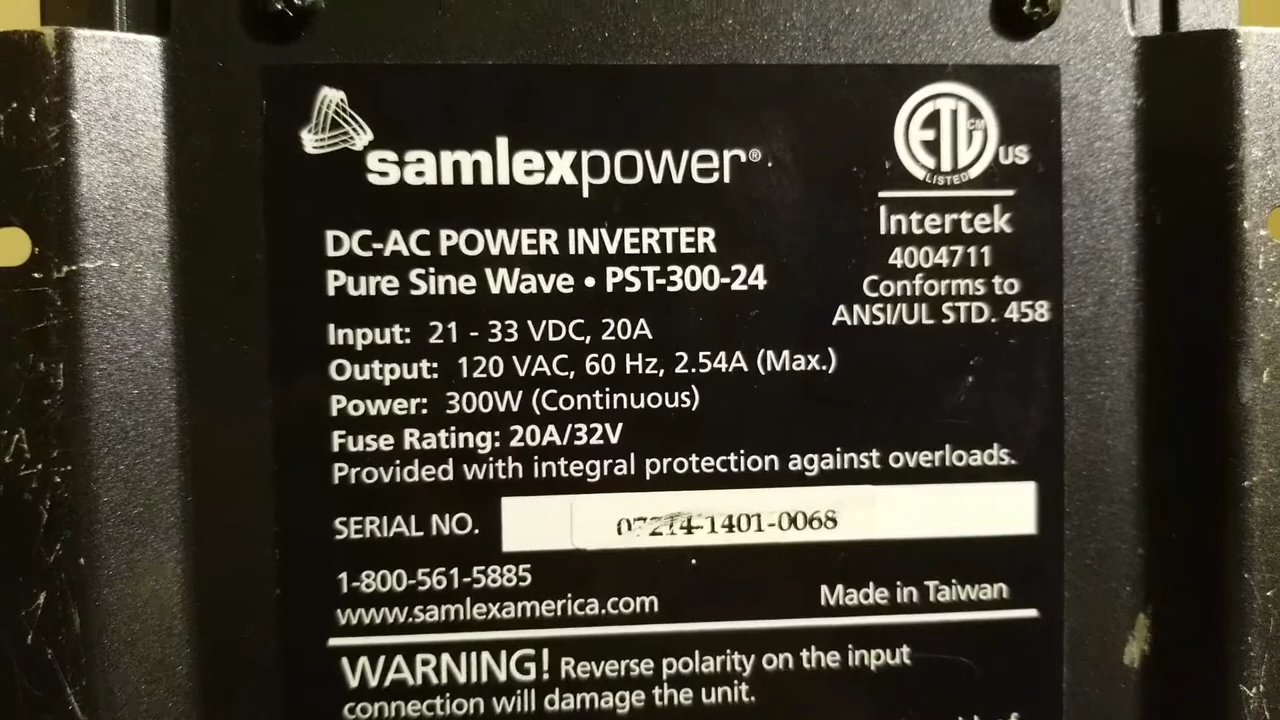 samlexpower®
ETL CM
LISTED
US
Intertek
4004711
Conforms to
ANSI/UL STD. 458
DC-AC POWER INVERTER
Pure Sine Wave • PST-300-24
Input: 21 - 33 VDC, 20A
Output: 120 VAC, 60 Hz, 2.54A (Max.)
Power: 300W (Continuous)
Fuse Rating: 20A/32V
Provided with integral protection against overloads.
SERIAL NO. 07214-1401-0068
1-800-561-5885
www.samlexamerica.com
Made in Taiwan
WARNING! Reverse polarity on the input
connection will damage the unit.